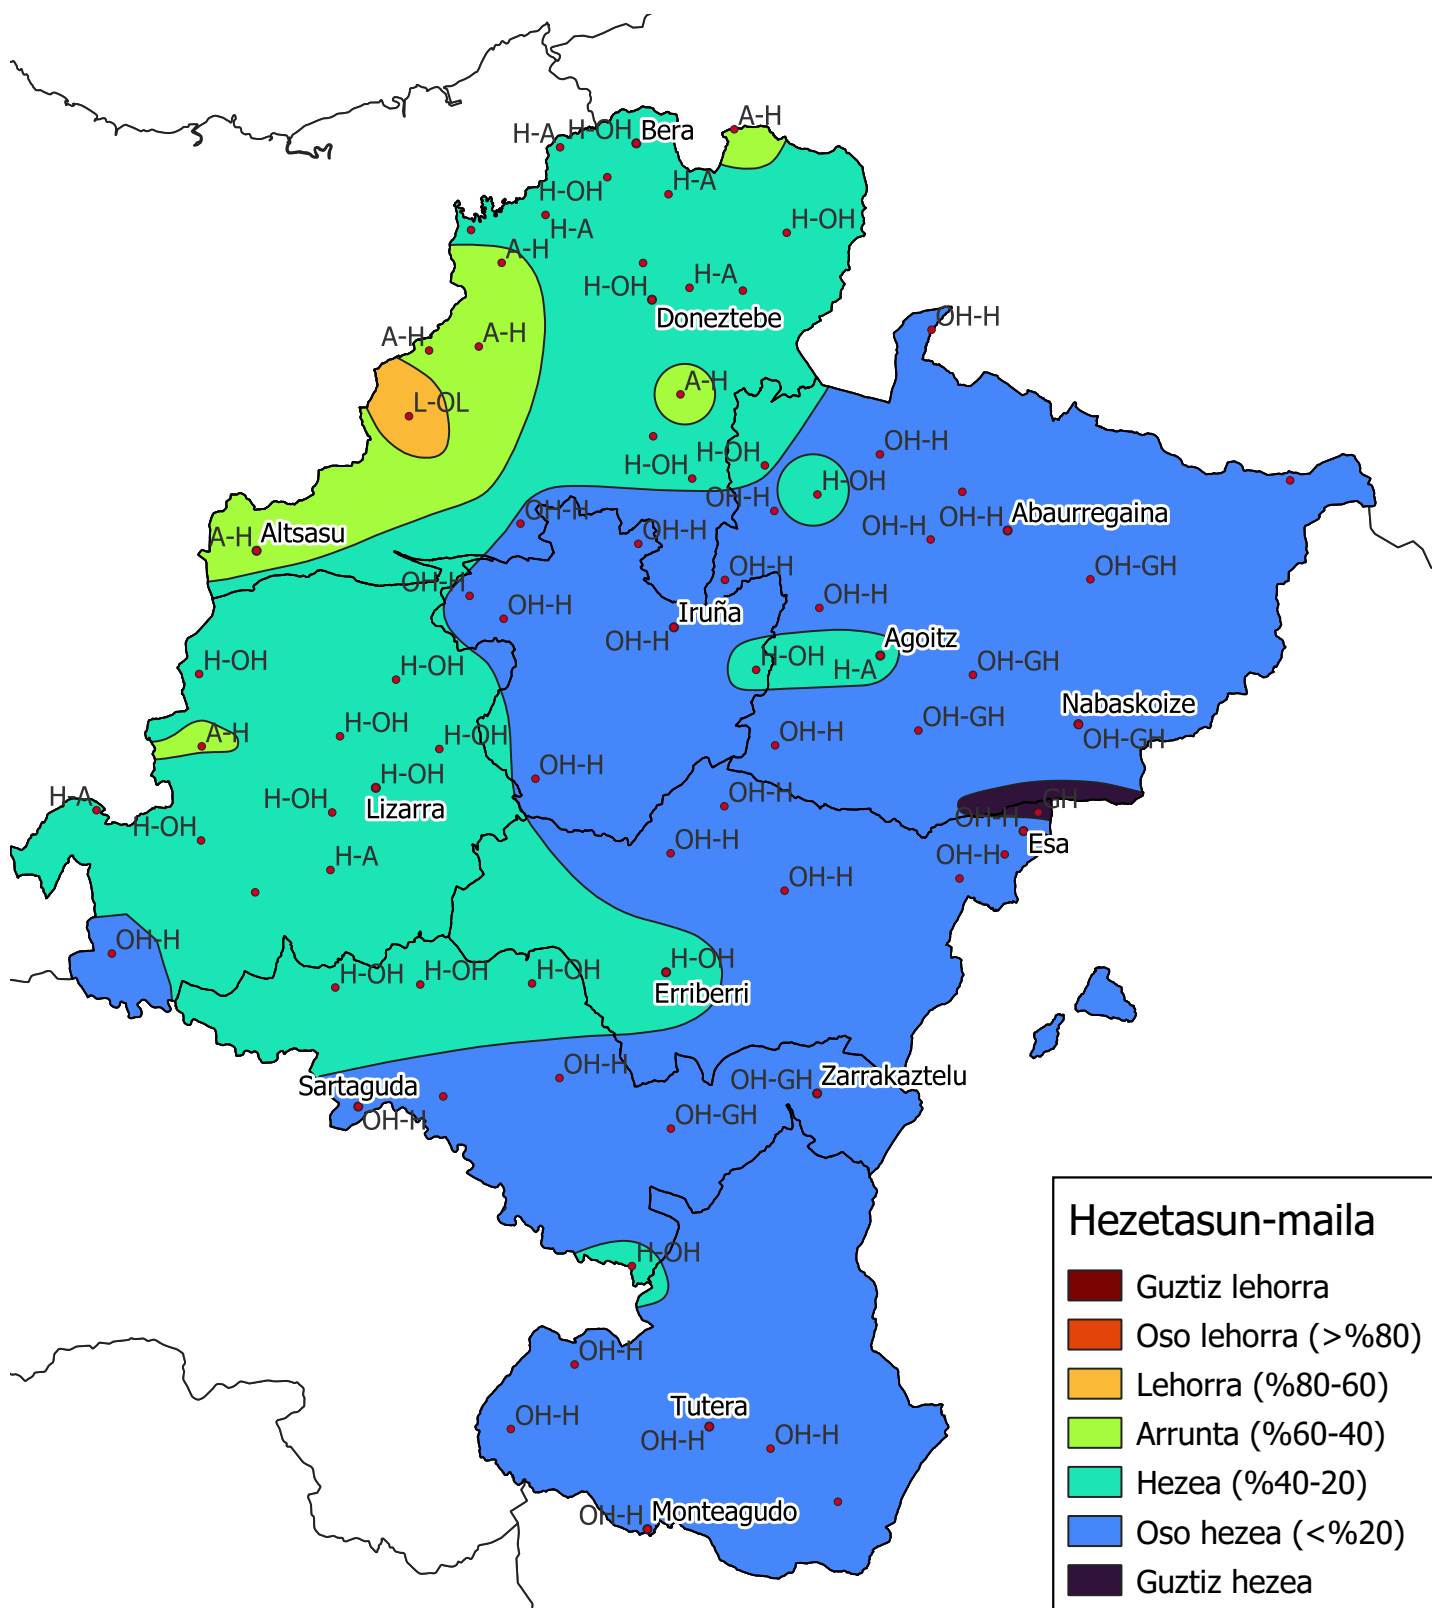 A-H
H-A
H-OH
Bera
H-OH
H-A
H-A
H-OH
A-H
H-A
H-OH
Doneztebe
OH-H
A-H
A-H
A-H
L-OL
H-OH
H-OH
OH-H
H-OH
OH-H
OH-H
OH-H
OH-H
OH-H
Abaurregaina
A-H
Altsasu
OH-H
OH-H
OH-GH
OH-H
OH-H
Iruña
OH-H
OH-H
Agoitz
H-OH
H-A
OH-GH
H-OH
H-OH
Nabaskoize
OH-GH
OH-GH
OH-H
A-H
H-OH
H-OH
H-OH
Lizarra
H-OH
OH-H
OH-H
GH
OH-H
Esa
H-A
H-OH
H-A
OH-H
OH-H
OH-H
OH-H
H-OH
H-OH
H-OH
H-OH
Erriberri
OH-H
OH-GH
Zarrakaztelu
Sartaguda
OH-H
OH-GH
H-OH
OH-H
OH-H
Tutera
OH-H
OH-H
OH-H
Monteagudo
Hezetasun-maila
Guztiz lehorra
Oso lehorra (>%80)
Lehorra (%80-60)
Arrunta (%60-40)
Hezea (%40-20)
Oso hezea (<%20)
Guztiz hezea